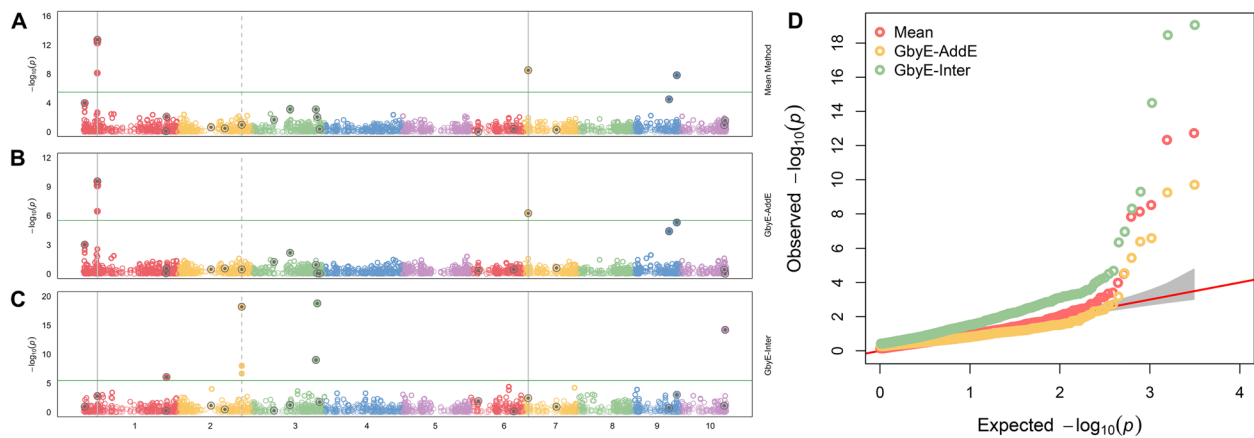 A
16
12
8
4
0
−log₁₀(p)
Mean Method
B
12
9
6
3
0
−log₁₀(p)
GbyE-AddE
C
20
15
10
5
0
−log₁₀(p)
GbyE-Inter
1 2 3 4 5 6 7 8 9 10
D
Mean
GbyE-AddE
GbyE-Inter
18
16
14
12
10
8
6
4
2
0
Observed −log₁₀(p)
0 1 2 3 4
Expected −log₁₀(p)